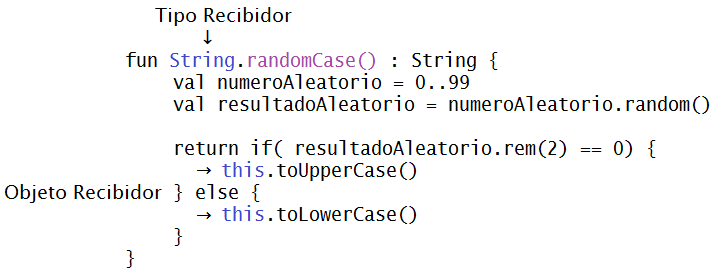 Tipo Recibidor
↓
fun String.randomCase() : String {
val numeroAleatorio = 0..99
val resultadoAleatorio = numeroAleatorio.random()
return if( resultadoAleatorio.rem(2) == 0) {
→ this.toUpperCase()
Objeto Recibidor } else {
→ this.toLowerCase()
}
}